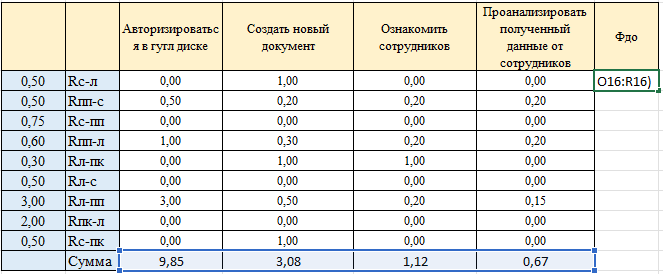 Авторизироватьс
я в гугл диске
Создать новый
документ
Ознакомить
сотрудников
Проанализировать
полученный
данные от
сотрудников
Фдо
0,50 Rс-л 0,00 1,00 0,00 0,00 O16:R16)
0,50 Rпп-с 0,50 0,20 0,20 0,20
0,75 Rс-пп 0,00 0,00 0,00 0,00
0,60 Rпп-л 1,00 0,30 0,20 0,20
0,30 Rл-пк 0,00 1,00 1,00 0,00
0,50 Rл-с 0,00 0,00 0,00 0,00
3,00 Rл-пп 3,00 0,50 0,20 0,15
2,00 Rпк-л 0,00 0,00 0,00 0,00
0,50 Rс-пк 0,00 1,00 0,00 0,00
Сумма 9,85 3,08 1,12 0,67